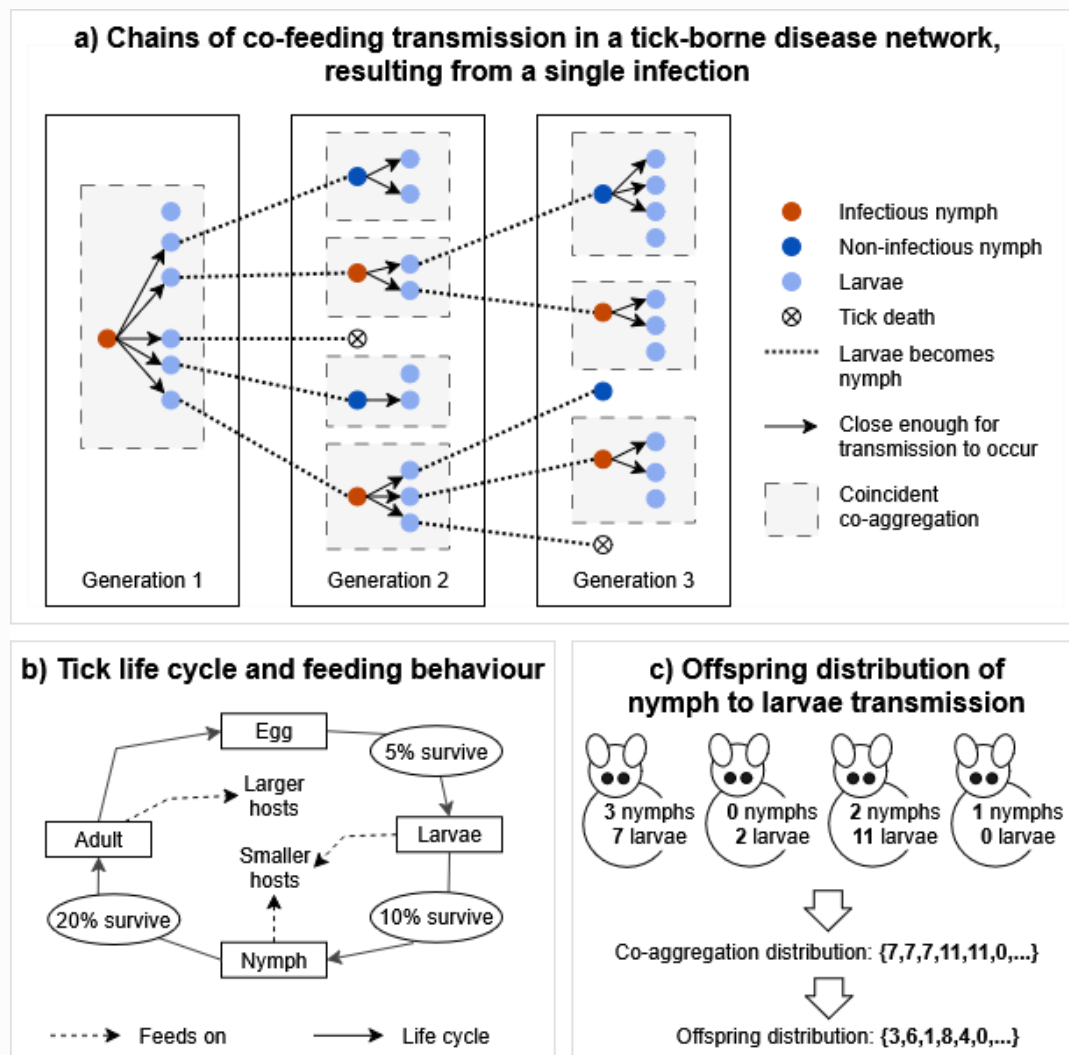 a) Chains of co-feeding transmission in a tick-borne disease network,
resulting from a single infection
Generation 1
Generation 2
Generation 3
Infectious nymph
Non-infectious nymph
Larvae
Tick death
Larvae becomes
nymph
Close enough for
transmission to occur
Coincident
co-aggregation
b) Tick life cycle and feeding behaviour
Egg
5% survive
Larger
hosts
Adult
Larvae
Smaller
hosts
20% survive
10% survive
Nymph
Feeds on
Life cycle
c) Offspring distribution of
nymph to larvae transmission
3 nymphs
7 larvae
0 nymphs
2 larvae
2 nymphs
11 larvae
1 nymphs
0 larvae
Co-aggregation distribution: {7,7,7,11,11,0,...}
Offspring distribution: {3,6,1,8,4,0,...}